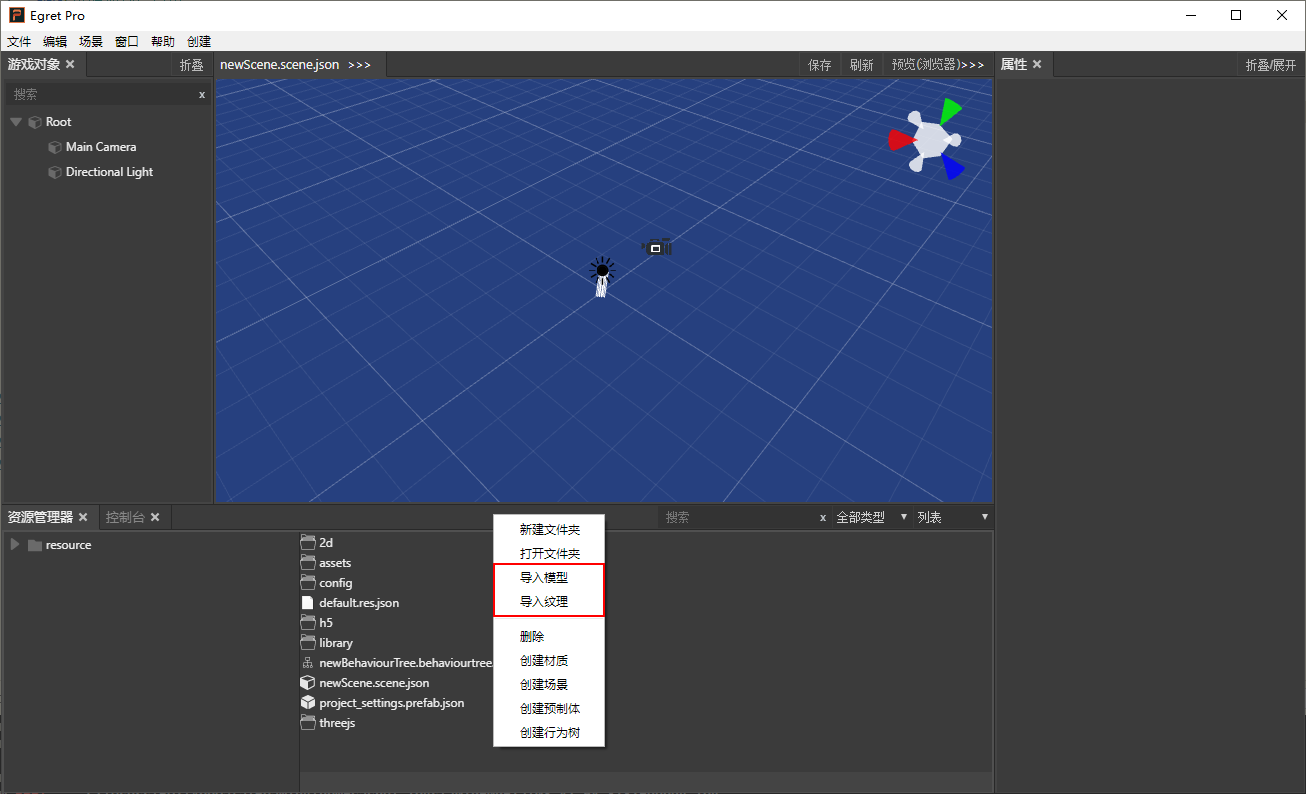 Egret Pro
文件 编辑 场景 窗口 帮助 创建
游戏对象 × 折叠
newScene.scene.json >>>
保存 刷新 预览(浏览器)>>>
属性 × 折叠/展开
搜索 x
Root
Main Camera
Directional Light
资源管理器 × 控制台 ×
搜索 x 全部类型 ▼ 列表 ▼
resource
2d
assets
config
default.res.json
h5
library
newBehaviourTree.behaviourtree.
newScene.scene.json
project_settings.prefab.json
threejs
新建文件夹
打开文件夹
导入模型
导入纹理
删除
创建材质
创建场景
创建预制体
创建行为树